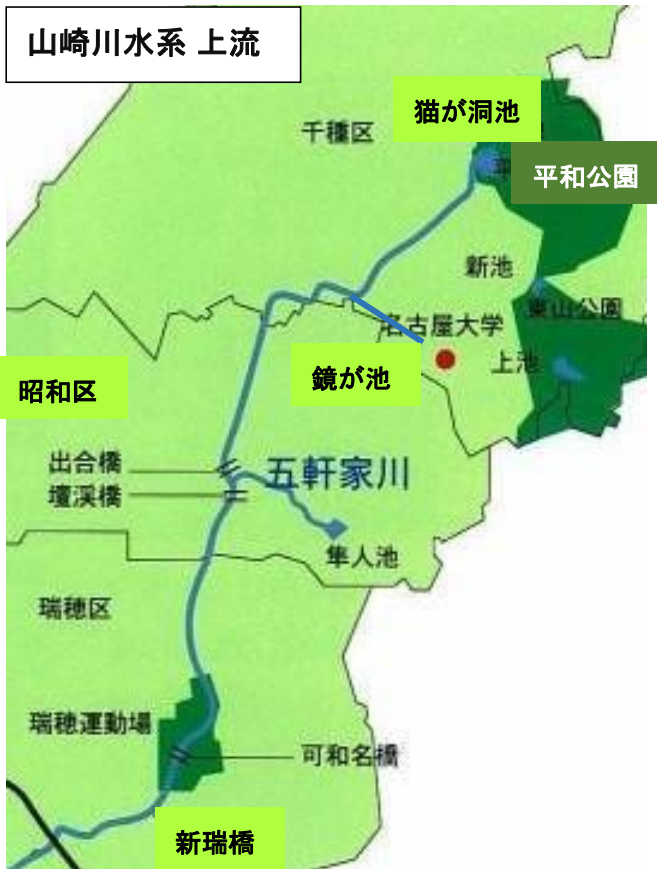 山崎川水系 上流
猫が洞池
千種区
平
平和公園
新池
東山公園
名古屋大学
上池
鏡が池
昭和区
出合橋
五軒家川
壇渓橋
隼人池
瑞穂区
瑞穂運動場
可和名橋
新瑞橋